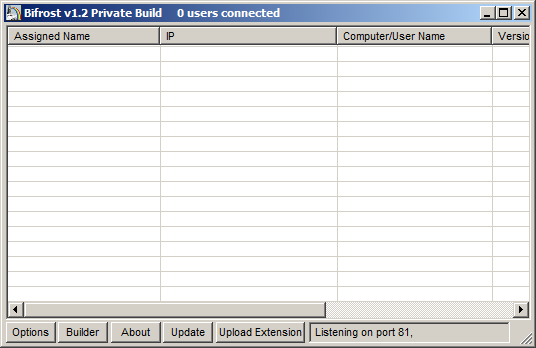 Bifrost v1.2 Private Build 0 users connected
Assigned Name IP Computer/User Name Versio
Options Builder About Update Upload Extension Listening on port 81,